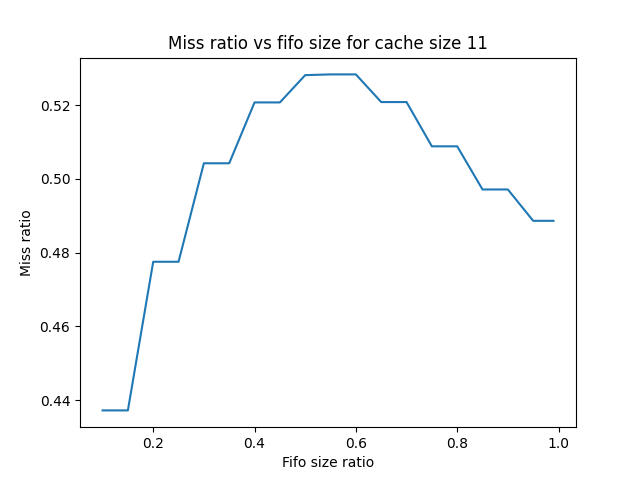 Miss ratio vs fifo size for cache size 11
0.52
0.50
0.48
0.46
0.44
Miss ratio
0.2 0.4 0.6 0.8 1.0
Fifo size ratio